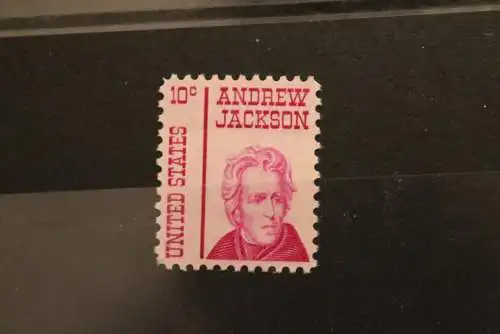 10c
ANDREW
JACKSON
UNITED STATES